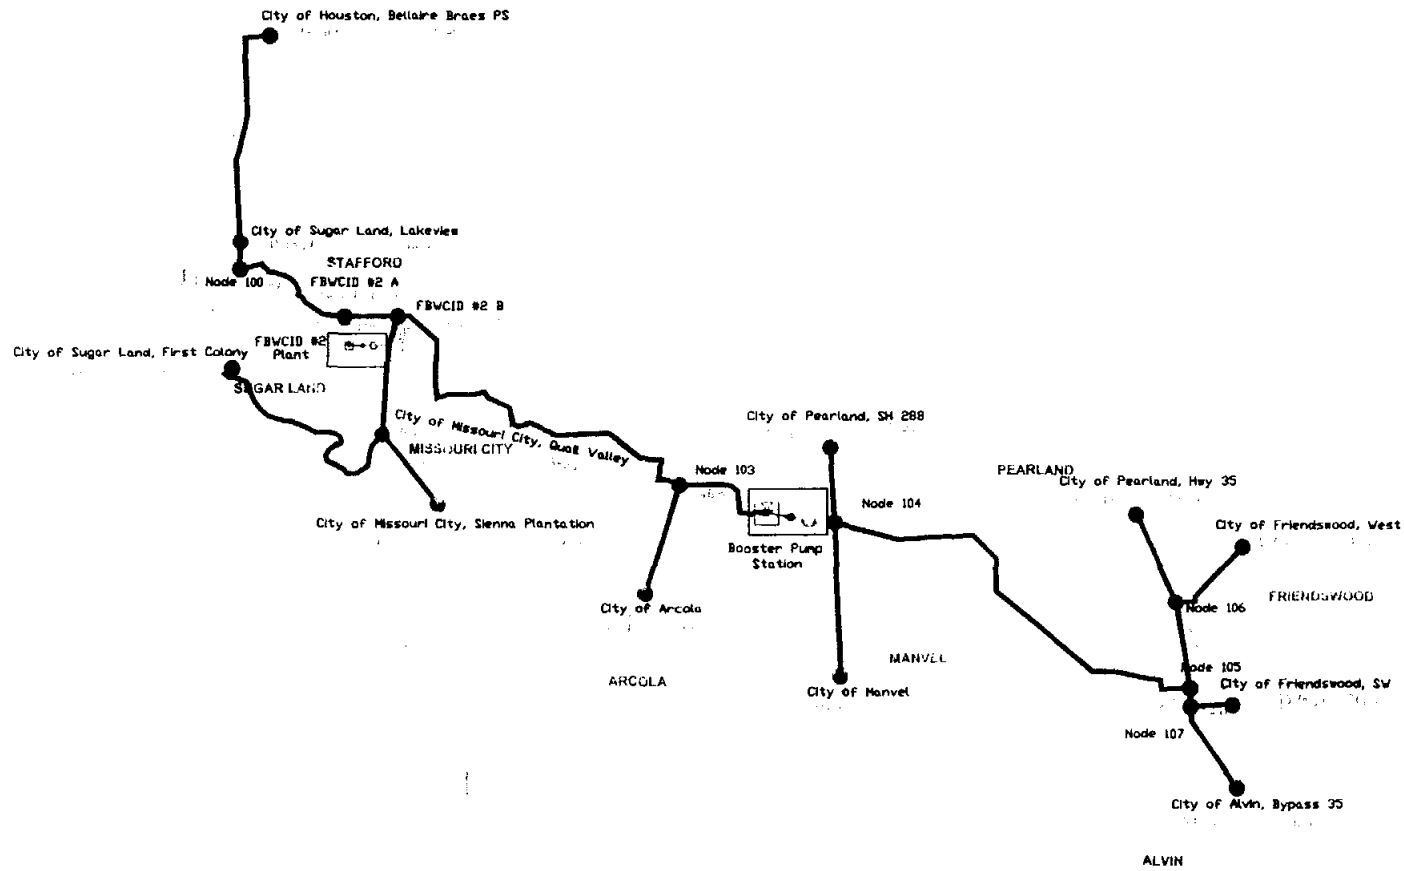 City of Houston, Bellaire Braes PS
City of Sugar Land, Lakeview
STAFFORD
Node 100
FBWCID #2 A
FBWCID #2 B
FBWCID #2
Plant
City of Sugar Land, First Colony
SUGAR LAND
City of Missouri City, Quail Valley
MISSOURI CITY
City of Missouri City, Sienna Plantation
Node 103
City of Pearland, SH 288
Node 104
Booster Pump
Station
City of Arcola
ARCOLA
City of Manvel
MANVEL
PEARLAND
City of Pearland, Hwy 35
City of Friendswood, West
FRIENDSWOOD
Node 106
Node 105
City of Friendswood, SW
Node 107
City of Alvin, Bypass 35
ALVIN